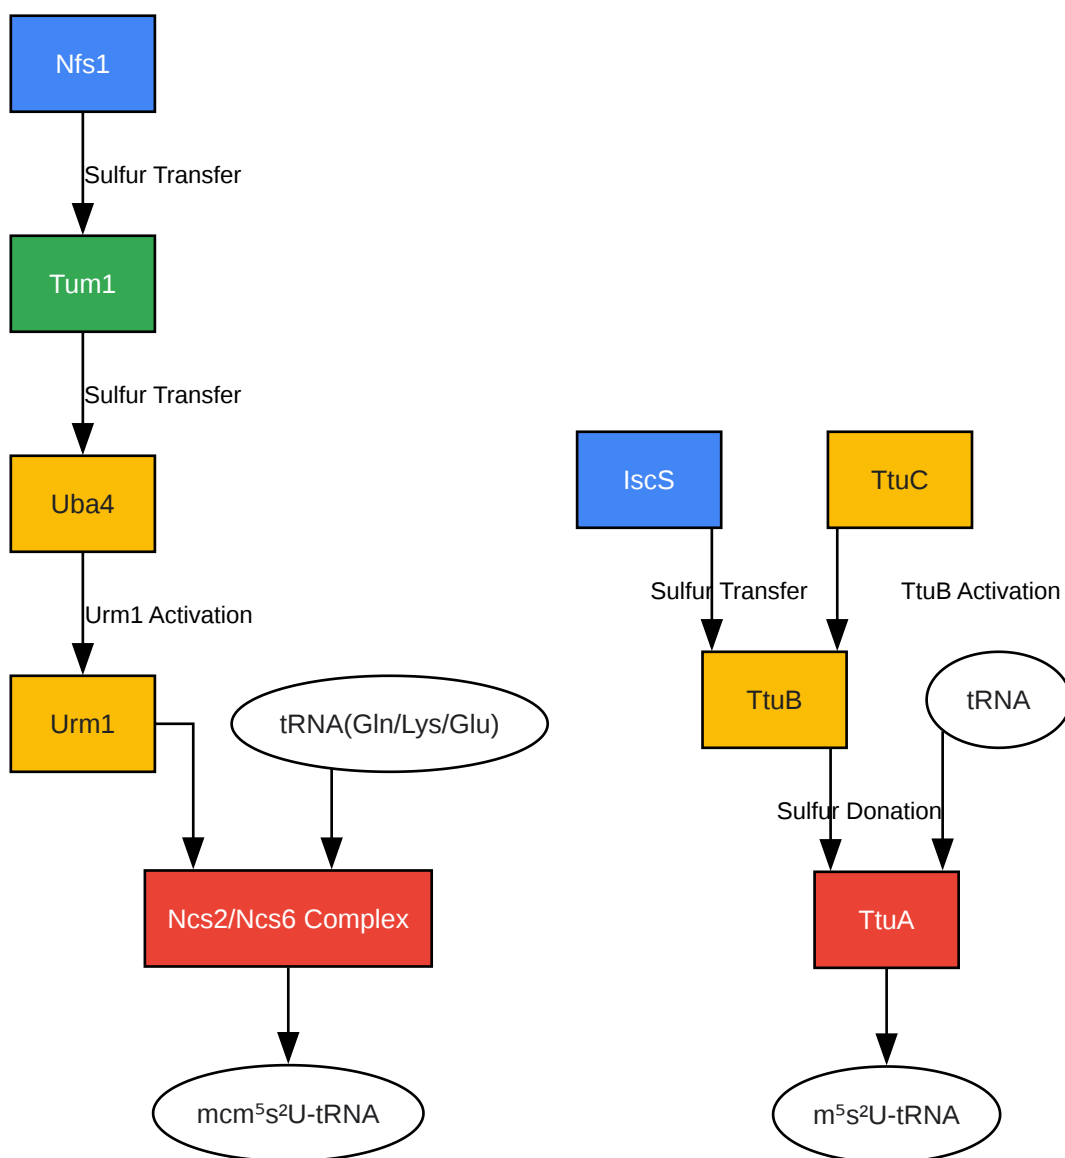 Nfs1
Sulfur Transfer
Tum1
Sulfur Transfer
Uba4
Urm1 Activation
Urm1
tRNA(Gln/Lys/Glu)
Ncs2/Ncs6 Complex
mcm⁵s²U-tRNA
IscS
TtuC
Sulfur Transfer
TtuB Activation
TtuB
tRNA
Sulfur Donation
TtuA
m⁵s²U-tRNA